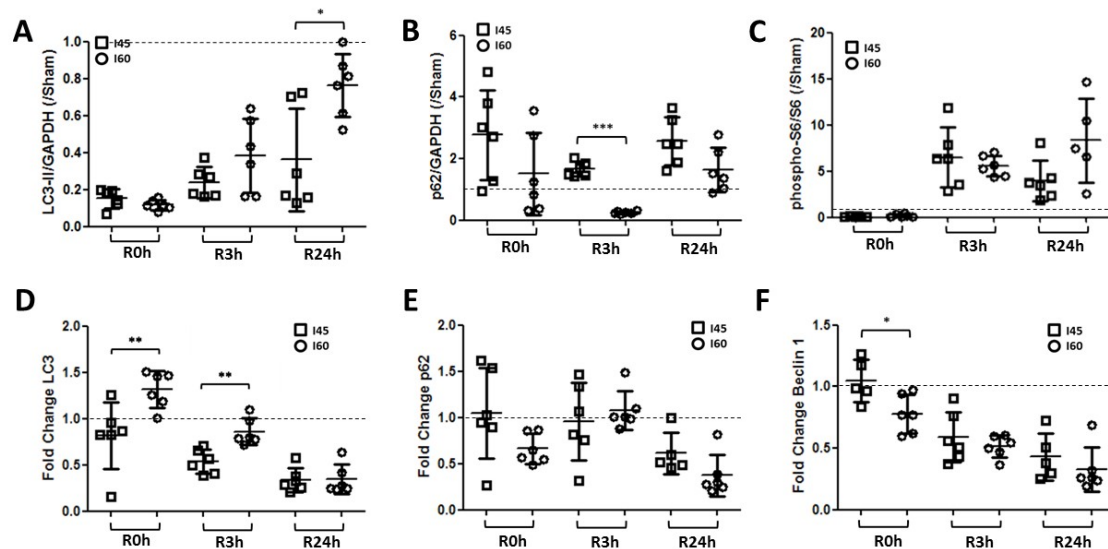 A
LC3-II/GAPDH (/Sham)
1.0
0.8
0.6
0.4
0.2
0.0
I45
I60
*
R0h
R3h
R24h
B
p62/GAPDH (/Sham)
6
4
2
0
I45
I60
***
R0h
R3h
R24h
C
phospho-S6/S6 (/Sham)
20
15
10
5
0
I45
I60
R0h
R3h
R24h
D
Fold Change LC3
2.0
1.5
1.0
0.5
0.0
I45
I60
**
**
R0h
R3h
R24h
E
Fold Change p62
2.0
1.5
1.0
0.5
0.0
I45
I60
R0h
R3h
R24h
F
Fold Change Beclin 1
1.5
1.0
0.5
0.0
I45
I60
*
R0h
R3h
R24h